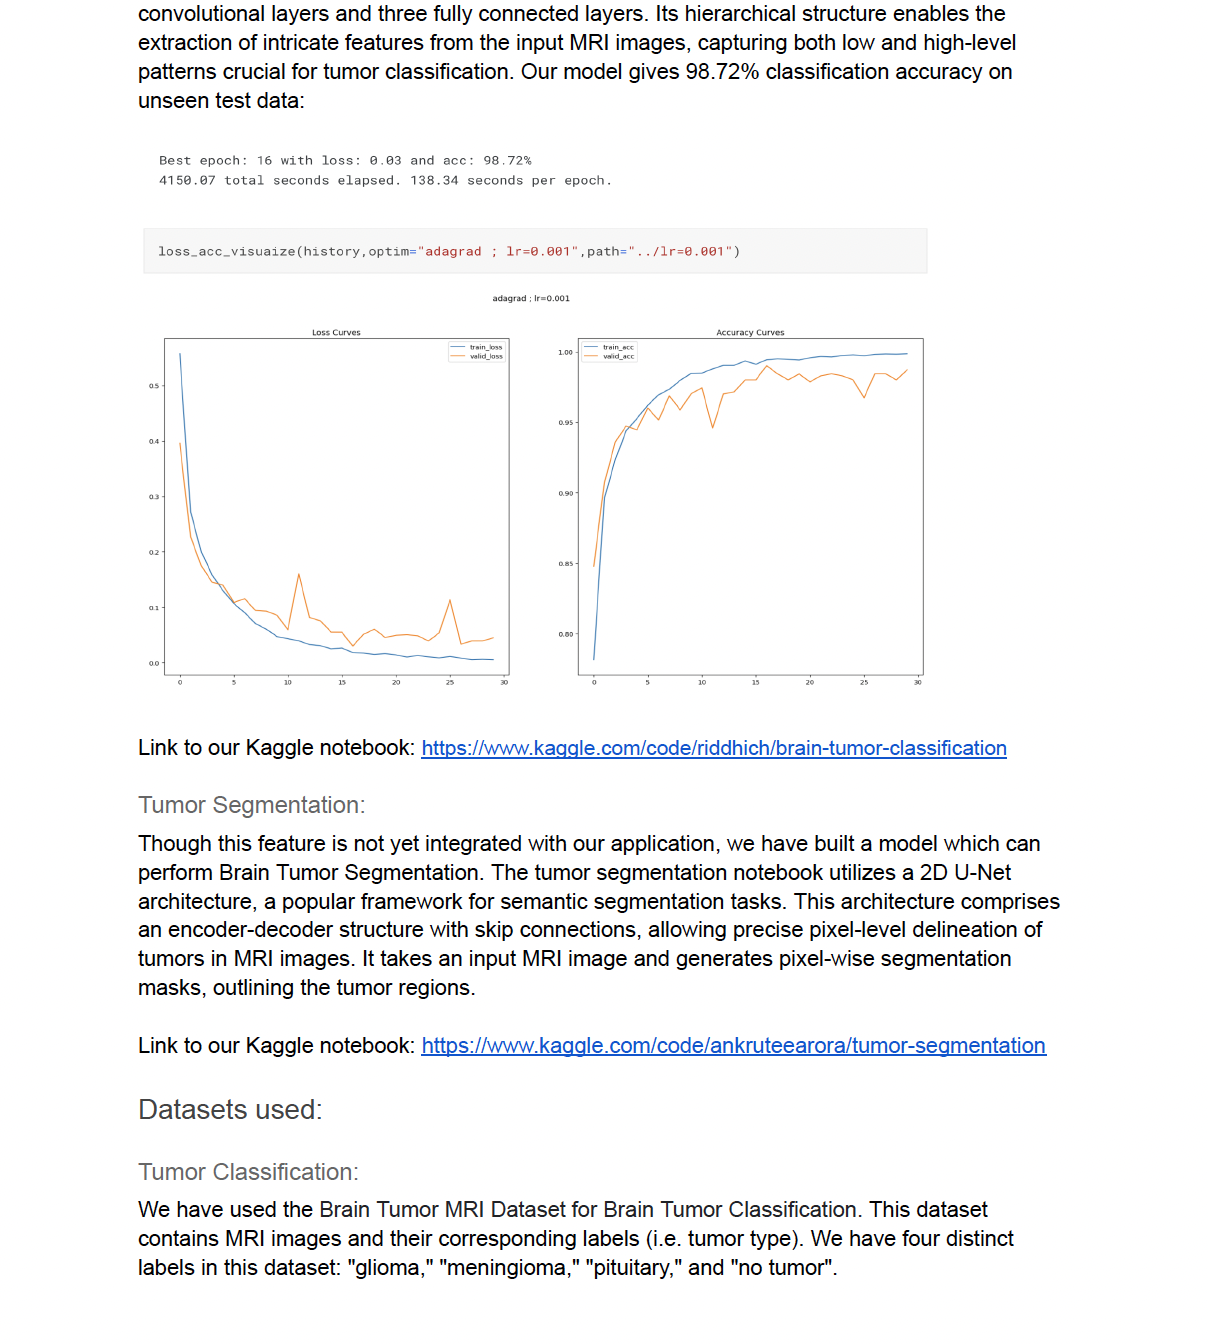 convolutional layers and three fully connected layers. Its hierarchical structure enables the
extraction of intricate features from the input MRI images, capturing both low and high-level
patterns crucial for tumor classification. Our model gives 98.72% classification accuracy on
unseen test data:
Best epoch: 16 with loss: 0.03 and acc: 98.72%
4150.07 total seconds elapsed. 138.34 seconds per epoch.
loss_acc_visuaize(history,optim="adagrad ; lr=0.001",path="../lr=0.001")
adagrad ; lr=0.001
Loss Curves
train_loss
valid_loss
0.5
0.4
0.3
0.2
0.1
0.0
0 5 10 15 20 25 30
Accuracy Curves
train_acc
valid_acc
1.00
0.95
0.90
0.85
0.80
0 5 10 15 20 25 30
Link to our Kaggle notebook: https://www.kaggle.com/code/riddhich/brain-tumor-classification
Tumor Segmentation:
Though this feature is not yet integrated with our application, we have built a model which can
perform Brain Tumor Segmentation. The tumor segmentation notebook utilizes a 2D U-Net
architecture, a popular framework for semantic segmentation tasks. This architecture comprises
an encoder-decoder structure with skip connections, allowing precise pixel-level delineation of
tumors in MRI images. It takes an input MRI image and generates pixel-wise segmentation
masks, outlining the tumor regions.
Link to our Kaggle notebook: https://www.kaggle.com/code/ankruteearora/tumor-segmentation
Datasets used:
Tumor Classification:
We have used the Brain Tumor MRI Dataset for Brain Tumor Classification. This dataset
contains MRI images and their corresponding labels (i.e. tumor type). We have four distinct
labels in this dataset: "glioma," "meningioma," "pituitary," and "no tumor".